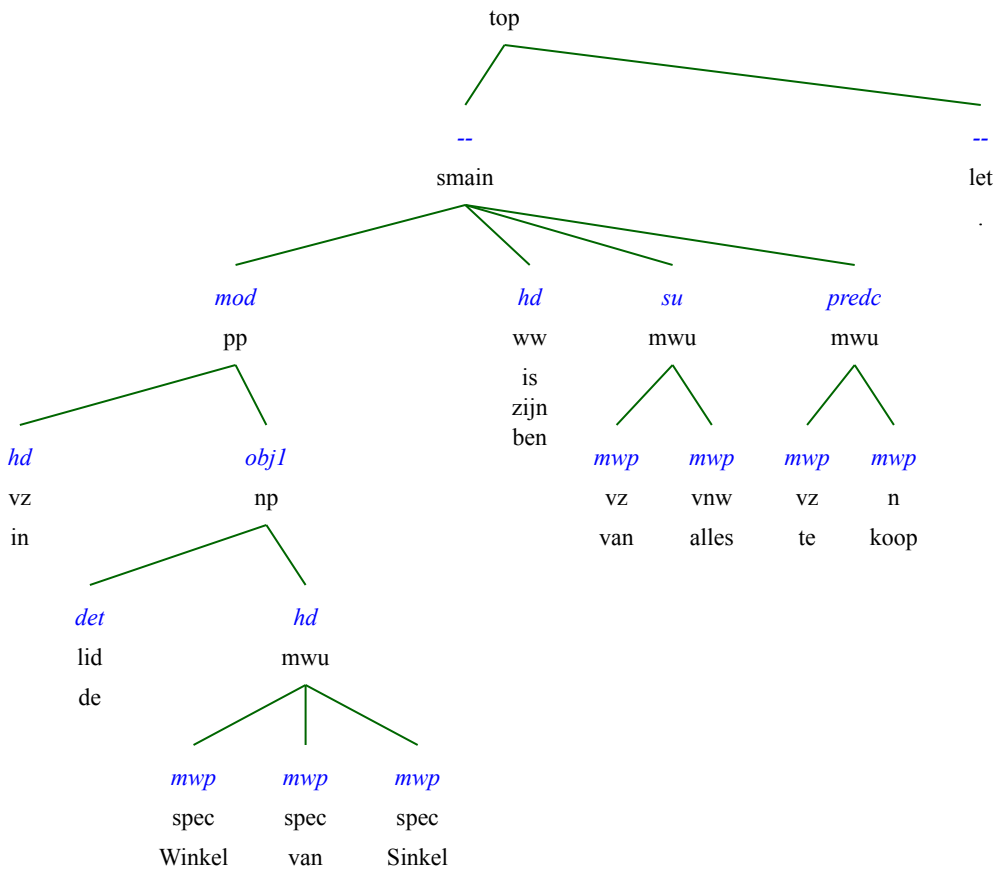 top
-- --
smain let
.
mod hd su predc
pp ww mwu mwu
is
zijn
ben
hd obj1 mwp mwp mwp mwp
vz np vz vnw vz n
in van alles te koop
det hd
lid mwu
de
mwp mwp mwp
spec spec spec
Winkel van Sinkel